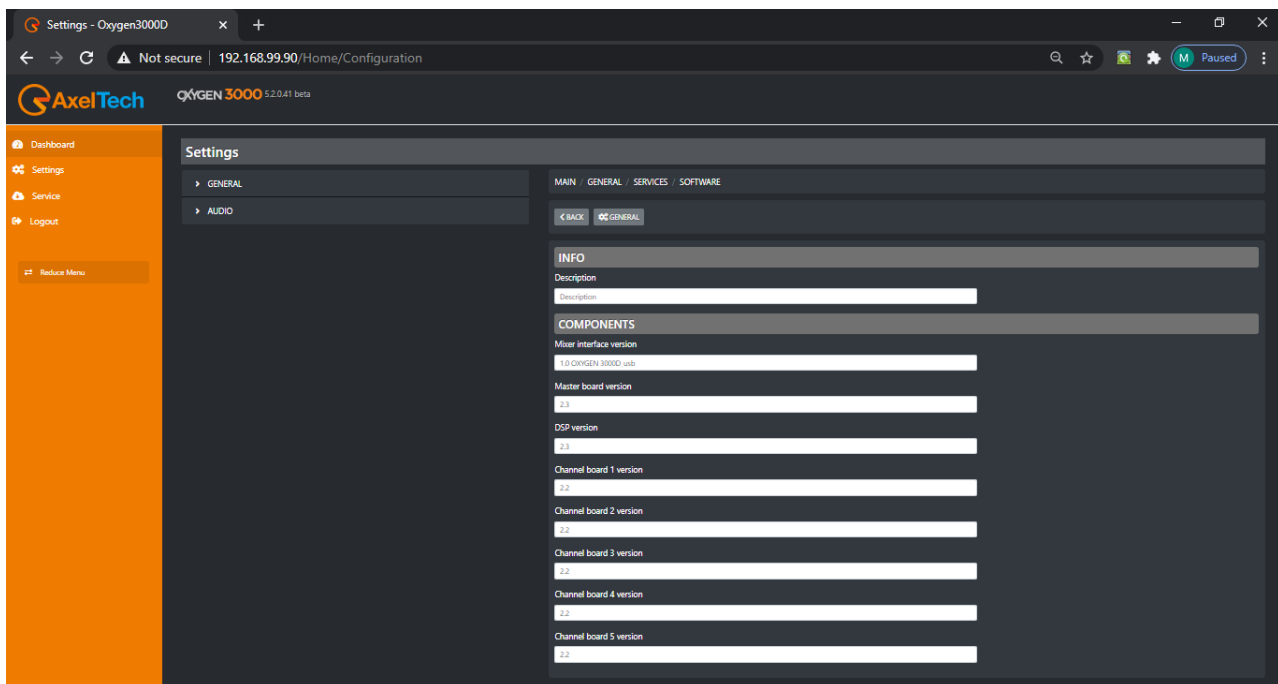 Settings - Oxygen3000D
Not secure | 192.168.99.90/Home/Configuration
M Paused
AxelTech
OXYGEN 3000 5.2.0.41 beta
Dashboard
Settings
Service
Logout
Reduce Menu
Settings
GENERAL
AUDIO
MAIN / GENERAL / SERVICES / SOFTWARE
BACK GENERAL
INFO
Description
Description
COMPONENTS
Mixer interface version
1.0 OXYGEN 3000D_usb
Master board version
2.3
DSP version
2.3
Channel board 1 version
2.2
Channel board 2 version
2.2
Channel board 3 version
2.2
Channel board 4 version
2.2
Channel board 5 version
2.2